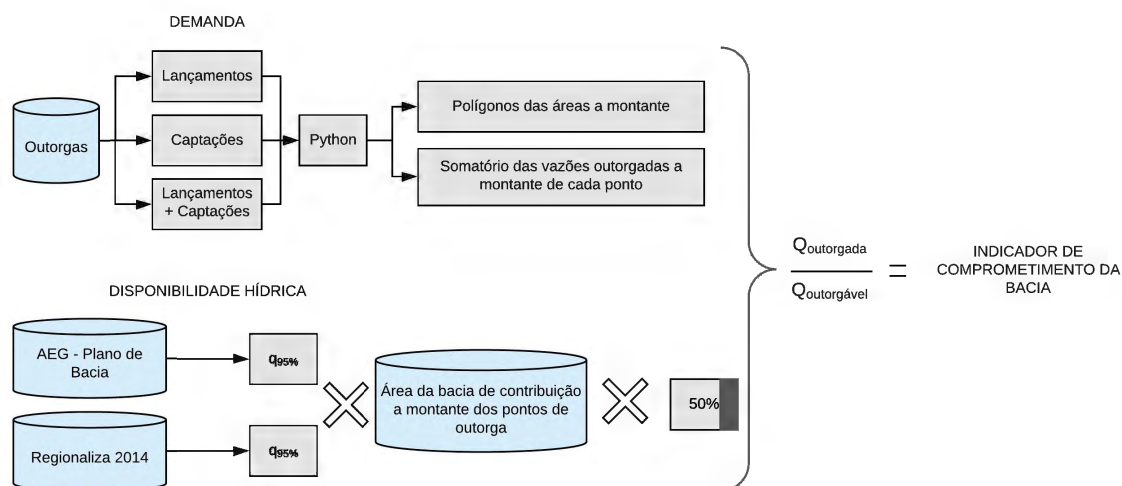 DEMANDA
Outorgas
Lançamentos
Captações
Lançamentos
+ Captações
Python
Polígonos das áreas a montante
Somatório das vazões outorgadas a
montante de cada ponto
DISPONIBILIDADE HÍDRICA
AEG - Plano de
Bacia
q95%
Regionaliza 2014
q95%
Área da bacia de contribuição
a montante dos pontos de
outorga
50%
Qoutorgada
Qoutorgável
=
INDICADOR DE
COMPROMETIMENTO DA
BACIA